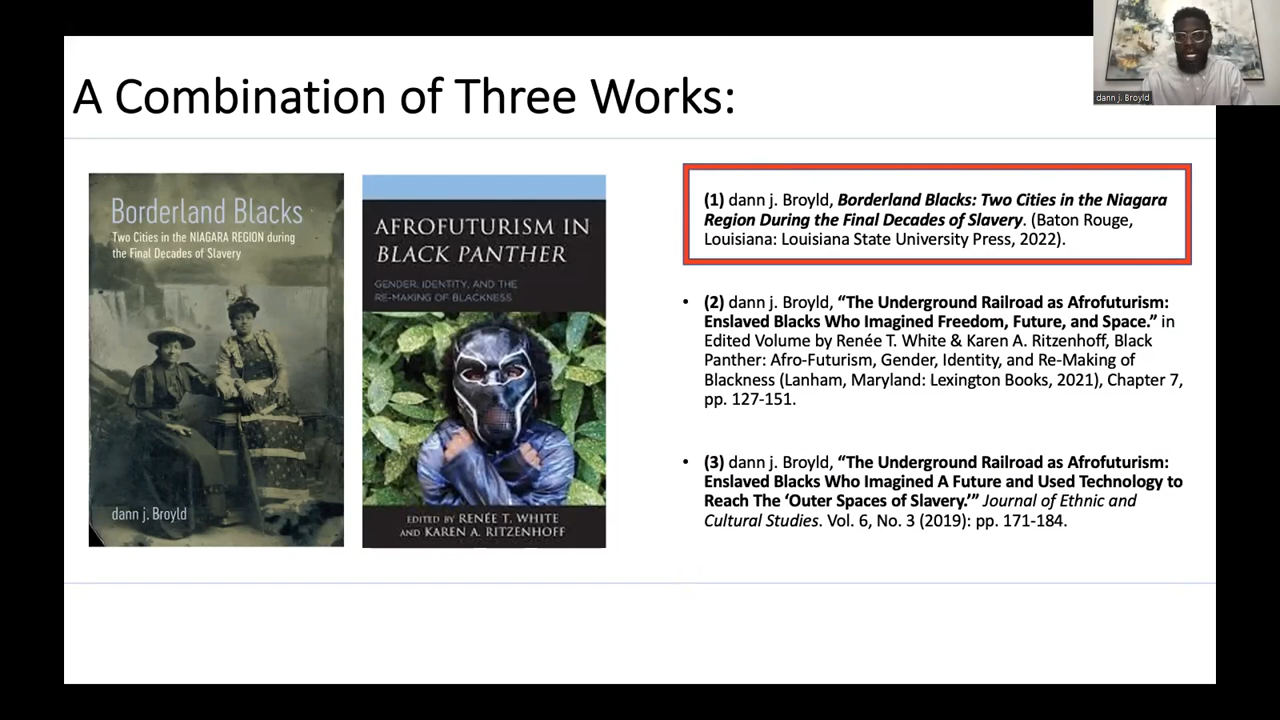 A Combination of Three Works:
dann j. Broyld
Borderland Blacks
Two Cities in the NIAGARA REGION during
the Final Decades of Slavery
dann j. Broyld
AFROFUTURISM IN
BLACK PANTHER
GENDER, IDENTITY, AND THE
RE-MAKING OF BLACKNESS
EDITED BY RENÉE T. WHITE
AND KAREN A. RITZENHOFF
(1) dann j. Broyld, Borderland Blacks: Two Cities in the Niagara
Region During the Final Decades of Slavery. (Baton Rouge,
Louisiana: Louisiana State University Press, 2022).
• (2) dann j. Broyld, “The Underground Railroad as Afrofuturism:
Enslaved Blacks Who Imagined Freedom, Future, and Space.” in
Edited Volume by Renée T. White & Karen A. Ritzenhoff, Black
Panther: Afro-Futurism, Gender, Identity, and Re-Making of
Blackness (Lanham, Maryland: Lexington Books, 2021), Chapter 7,
pp. 127-151.
• (3) dann j. Broyld, “The Underground Railroad as Afrofuturism:
Enslaved Blacks Who Imagined A Future and Used Technology to
Reach The ‘Outer Spaces of Slavery.’” Journal of Ethnic and
Cultural Studies. Vol. 6, No. 3 (2019): pp. 171-184.